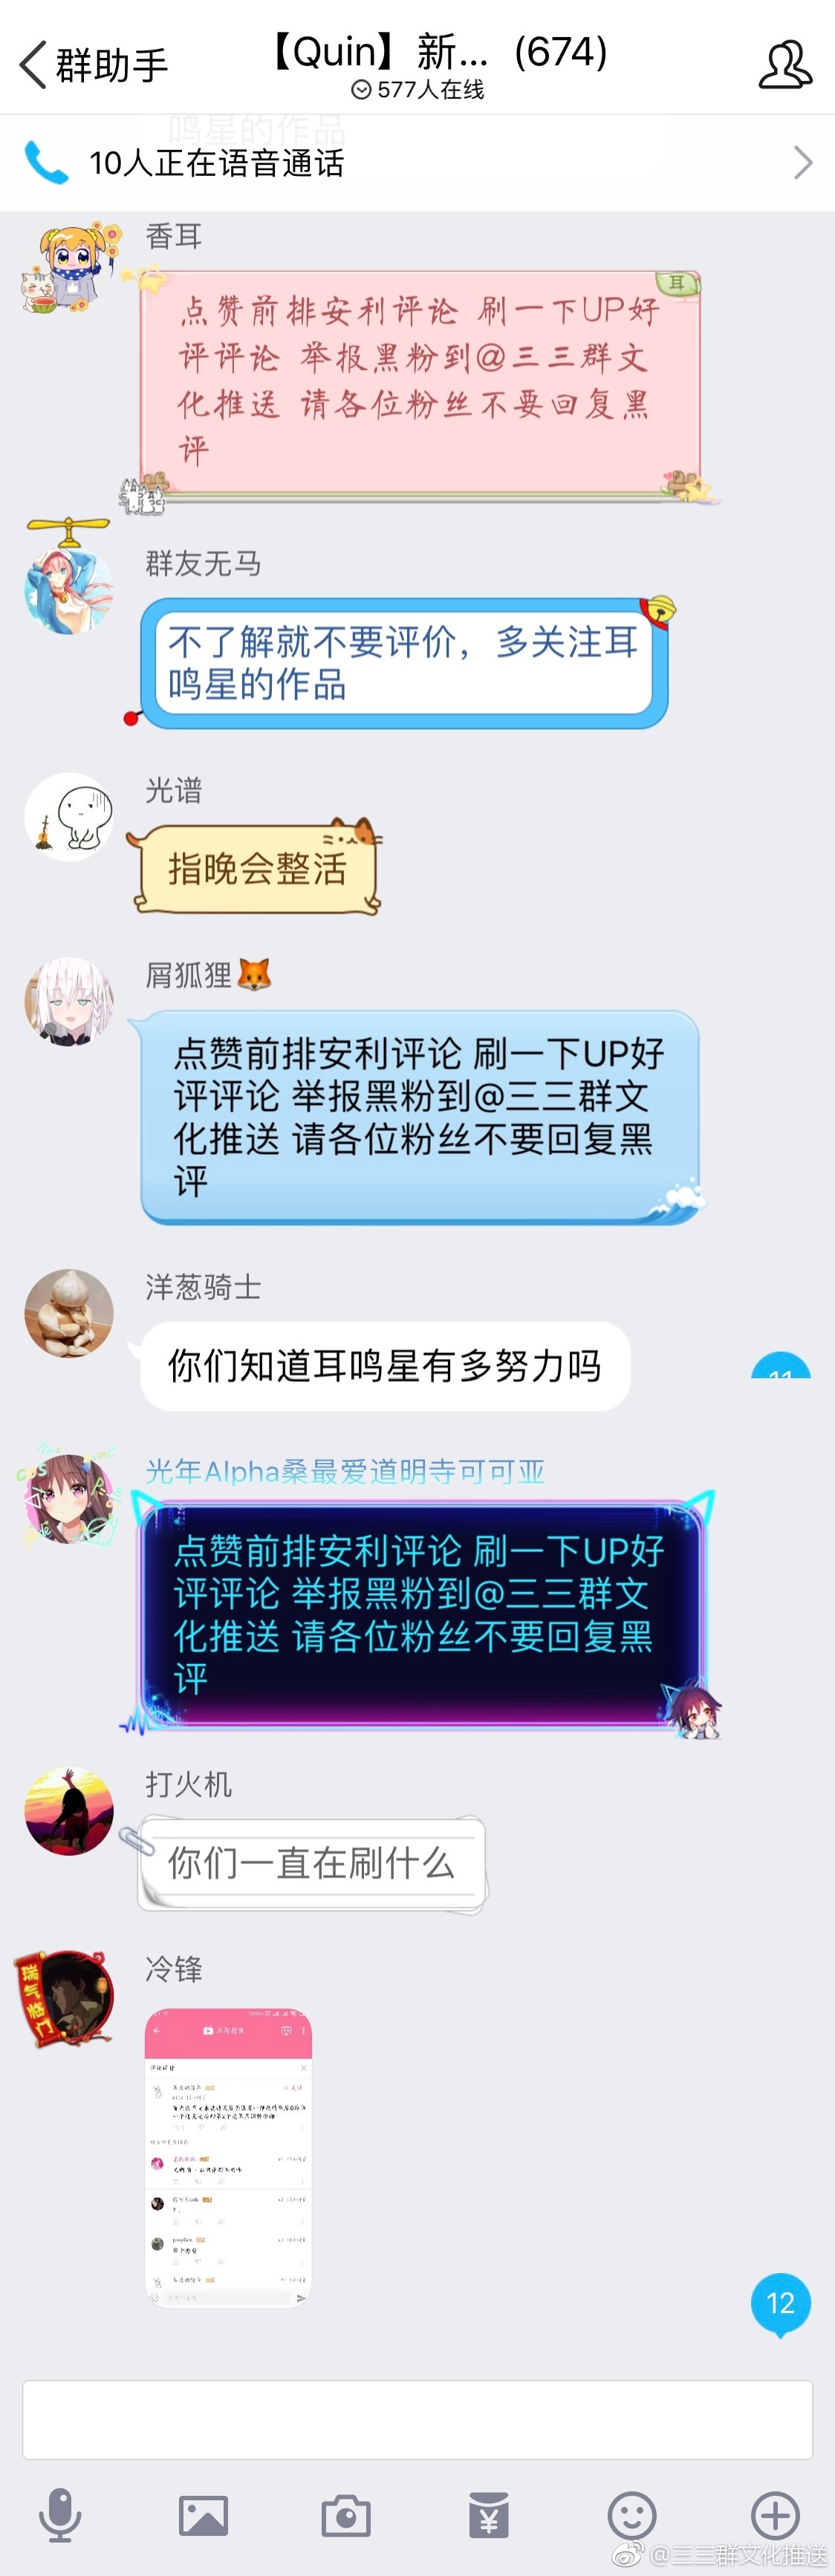 群助手
【Quin】新... (674)
577人在线
鸣星的作品
10人正在语音通话
香耳
耳
点赞前排安利评论 刷一下UP好
评评论 举报黑粉到@三三群文
化推送 请各位粉丝不要回复黑
评
群友无马
不了解就不要评价，多关注耳
鸣星的作品
光谱
指晚会整活
屑狐狸🦊
点赞前排安利评论 刷一下UP好
评评论 举报黑粉到@三三群文
化推送 请各位粉丝不要回复黑
评
洋葱骑士
你们知道耳鸣星有多努力吗
11
光年Alpha桑最爱道明寺可可亚
点赞前排安利评论 刷一下UP好
评评论 举报黑粉到@三三群文
化推送 请各位粉丝不要回复黑
评
打火机
你们一直在刷什么
瑞气临门
冷锋
12
@三三群文化推送